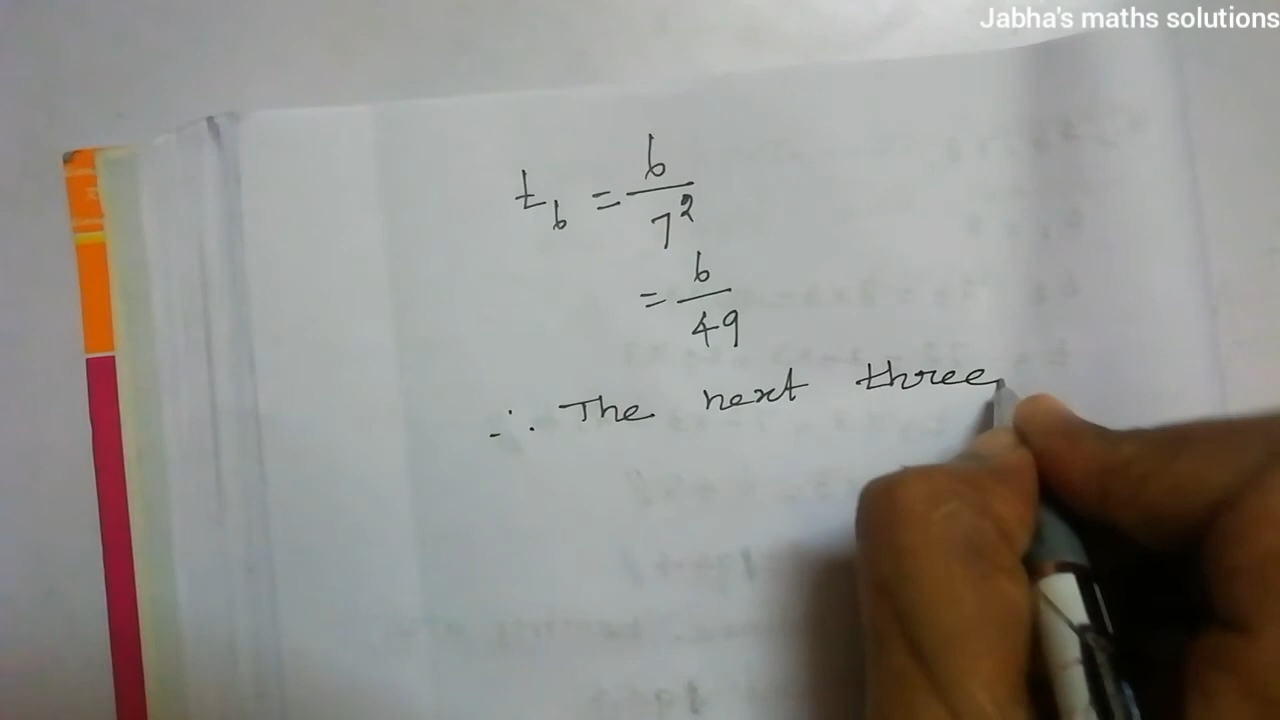 Jabha's maths solutions
t₆ = 6/7²
= 6/49
∴ The next three